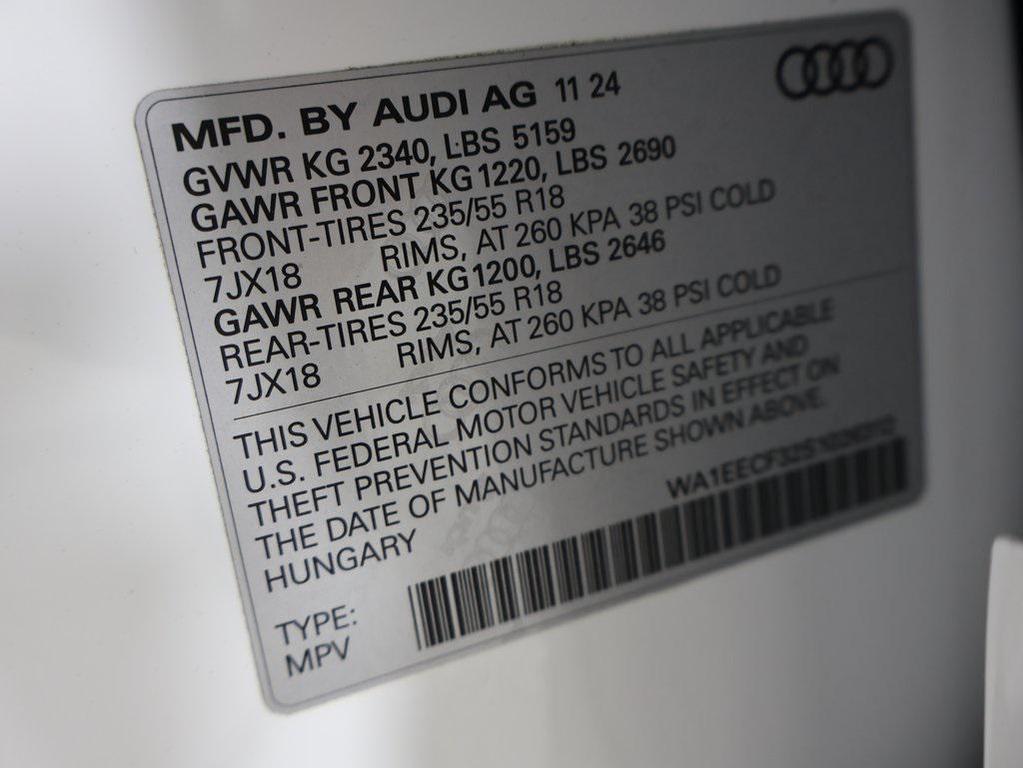 MFD. BY AUDI AG 11 24
GVWR KG 2340, LBS 5159
GAWR FRONT KG 1220, LBS 2690
FRONT-TIRES 235/55 R18
7JX18 RIMS, AT 260 KPA 38 PSI COLD
GAWR REAR KG 1200, LBS 2646
REAR-TIRES 235/55 R18
7JX18 RIMS, AT 260 KPA 38 PSI COLD
THIS VEHICLE CONFORMS TO ALL APPLICABLE
U.S. FEDERAL MOTOR VEHICLE SAFETY AND
THEFT PREVENTION STANDARDS IN EFFECT ON
THE DATE OF MANUFACTURE SHOWN ABOVE.
HUNGARY
TYPE:
MPV